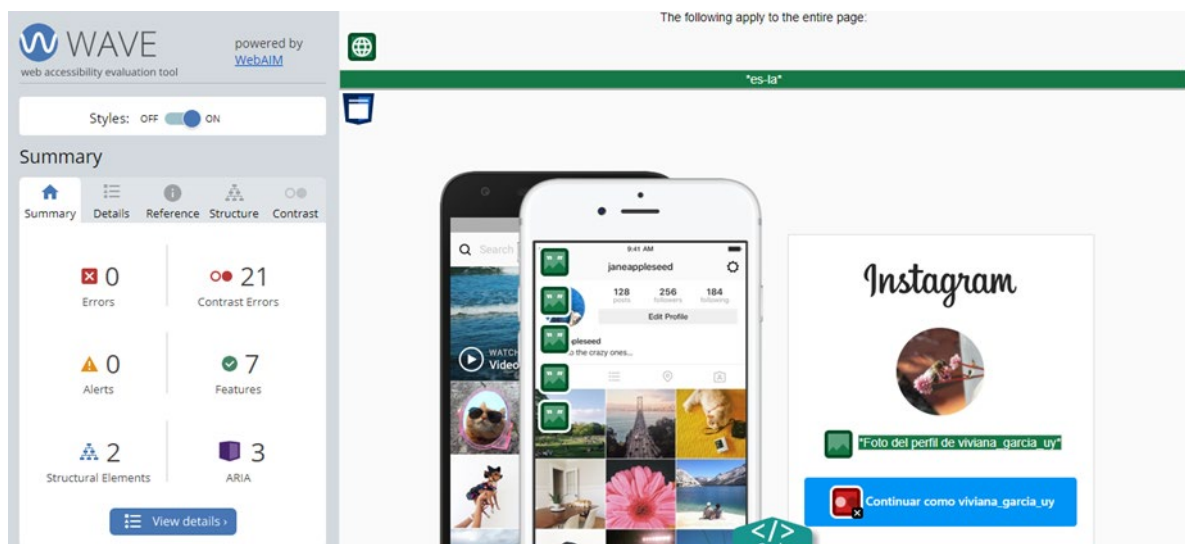 WAVE
web accessibility evaluation tool
powered by
WebAIM
Styles: OFF ON
Summary
Summary Details Reference Structure Contrast
0
Errors
21
Contrast Errors
0
Alerts
7
Features
2
Structural Elements
3
ARIA
View details ›
The following apply to the entire page:
*es-la*
Search
WATCH
Video
9:41 AM
janeappleseed
128
posts
256
followers
184
following
Edit Profile
pleseed
the crazy ones...
Instagram
*Foto del perfil de viviana_garcia_uy*
Continuar como viviana_garcia_uy
</>